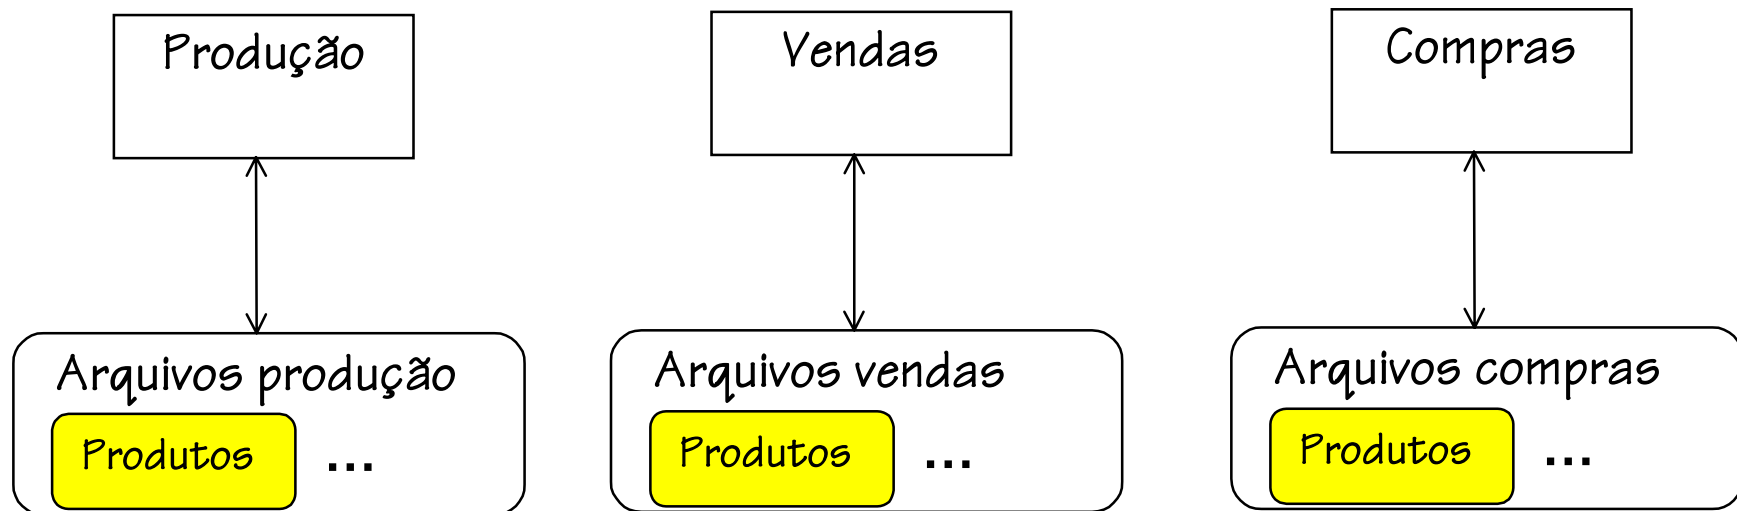 Produção
Vendas
Compras
Arquivos produção
Arquivos vendas
Arquivos compras
Produtos ...
Produtos ...
Produtos ...